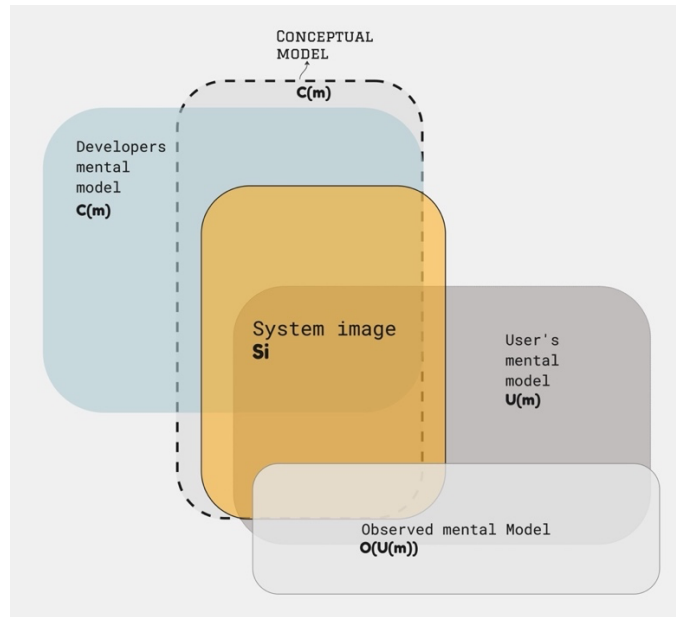 CONCEPTUAL
MODEL
C(m)
Developers
mental
model
C(m)
System image
Si
User's
mental
model
U(m)
Observed mental Model
O(U(m))